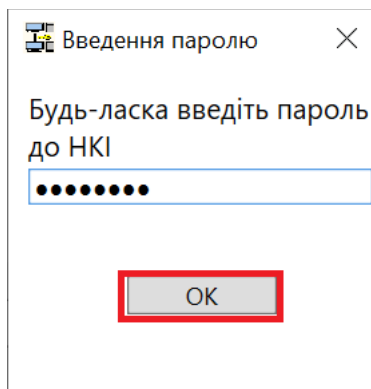 Введення паролю
Будь-ласка введіть пароль
до НКІ
●●●●●●●●
ОК